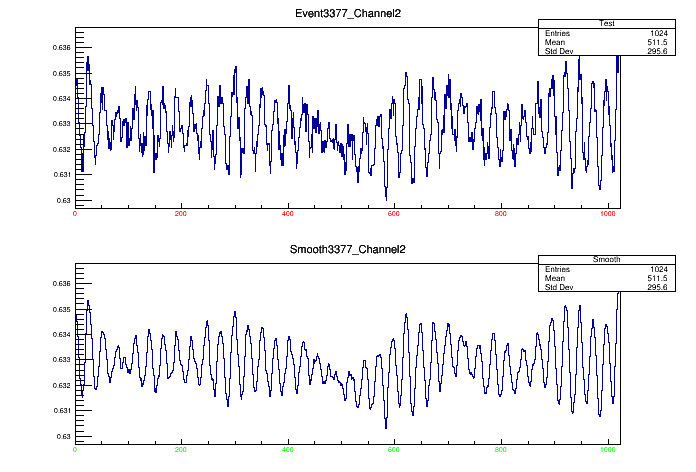 Event3377_Channel2
Test
Entries 1024
Mean 511.5
Std Dev 295.6
0.636
0.635
0.634
0.633
0.632
0.631
0.63
0 200 400 600 800 1000
Smooth3377_Channel2
Smooth
Entries 1024
Mean 511.5
Std Dev 295.6
0.636
0.635
0.634
0.633
0.632
0.631
0.63
0 200 400 600 800 1000